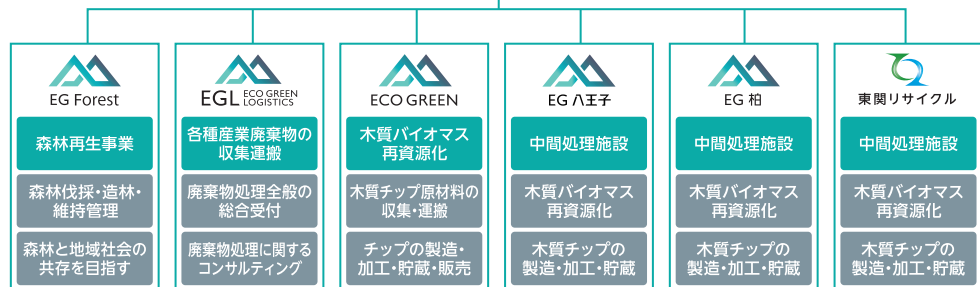 EG Forest
森林再生事業
森林伐採・造林・
維持管理
森林と地域社会の
共存を目指す
EGL ECO GREEN
LOGISTICS
各種産業廃棄物の
収集運搬
廃棄物処理全般の
総合受付
廃棄物処理に関する
コンサルティング
ECO GREEN
木質バイオマス
再資源化
木質チップ原材料の
収集・運搬
チップの製造・
加工・貯蔵・販売
EG 八王子
中間処理施設
木質バイオマス
再資源化
木質チップの
製造・加工・貯蔵
EG 柏
中間処理施設
木質バイオマス
再資源化
木質チップの
製造・加工・貯蔵
東関リサイクル
中間処理施設
木質バイオマス
再資源化
木質チップの
製造・加工・貯蔵